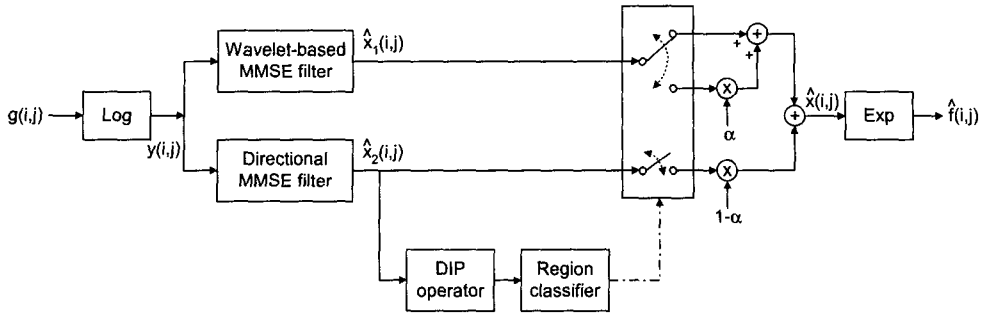 Wavelet-based
MMSE filter
x̂₁(i,j)
+
+
+
g(i,j)
Log
y(i,j)
X
α
+
x̂(i,j)
Exp
f̂(i,j)
Directional
MMSE filter
x̂₂(i,j)
X
1-α
DIP
operator
Region
classifier